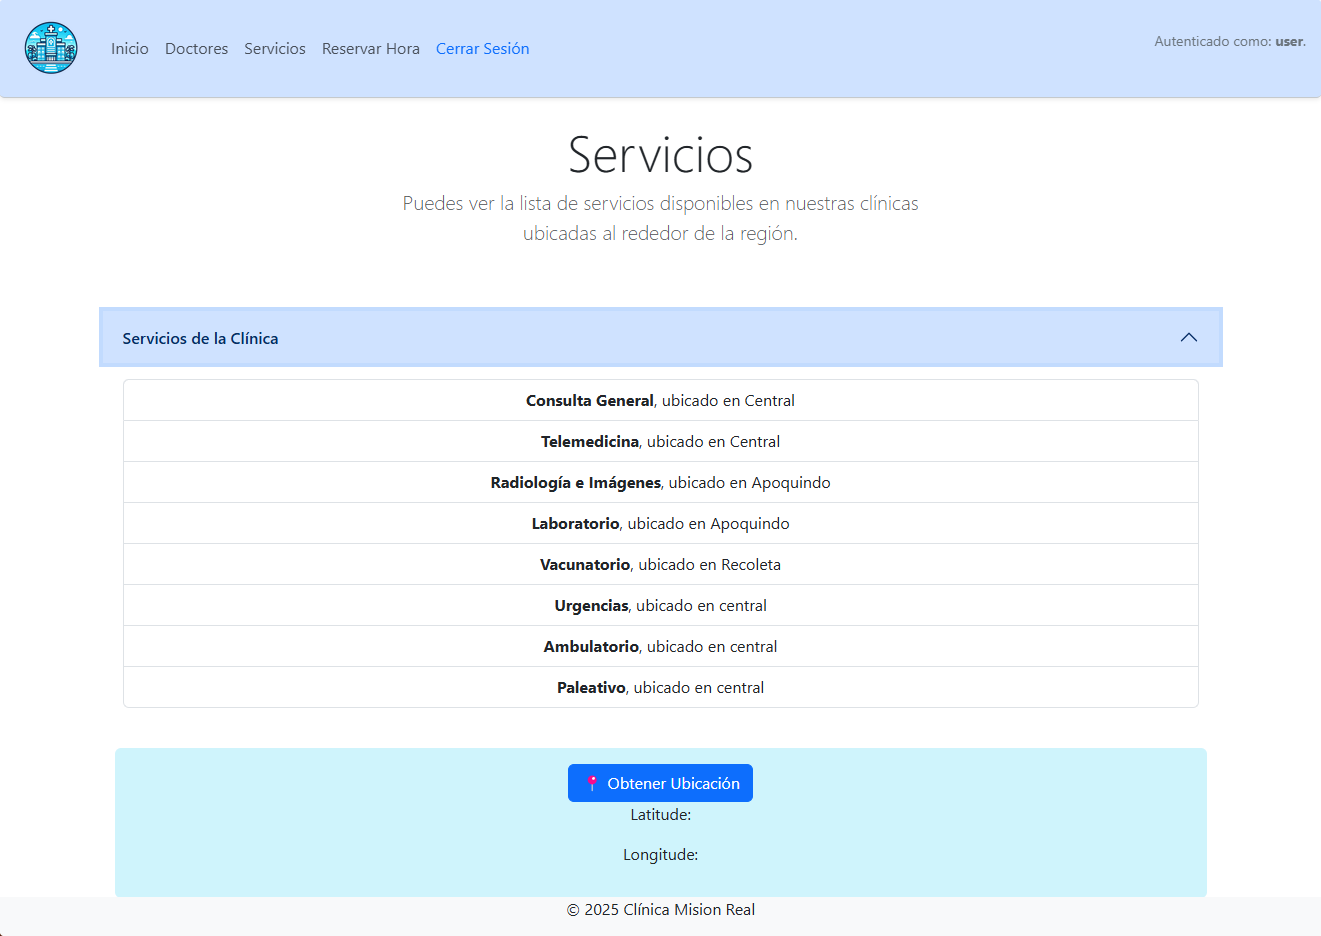 Inicio Doctores Servicios Reservar Hora Cerrar Sesión
Autenticado como: user.
Servicios
Puedes ver la lista de servicios disponibles en nuestras clínicas
ubicadas al rededor de la región.
Servicios de la Clínica
Consulta General, ubicado en Central
Telemedicina, ubicado en Central
Radiología e Imágenes, ubicado en Apoquindo
Laboratorio, ubicado en Apoquindo
Vacunatorio, ubicado en Recoleta
Urgencias, ubicado en central
Ambulatorio, ubicado en central
Paleativo, ubicado en central
📍 Obtener Ubicación
Latitude:
Longitude:
© 2025 Clínica Mision Real